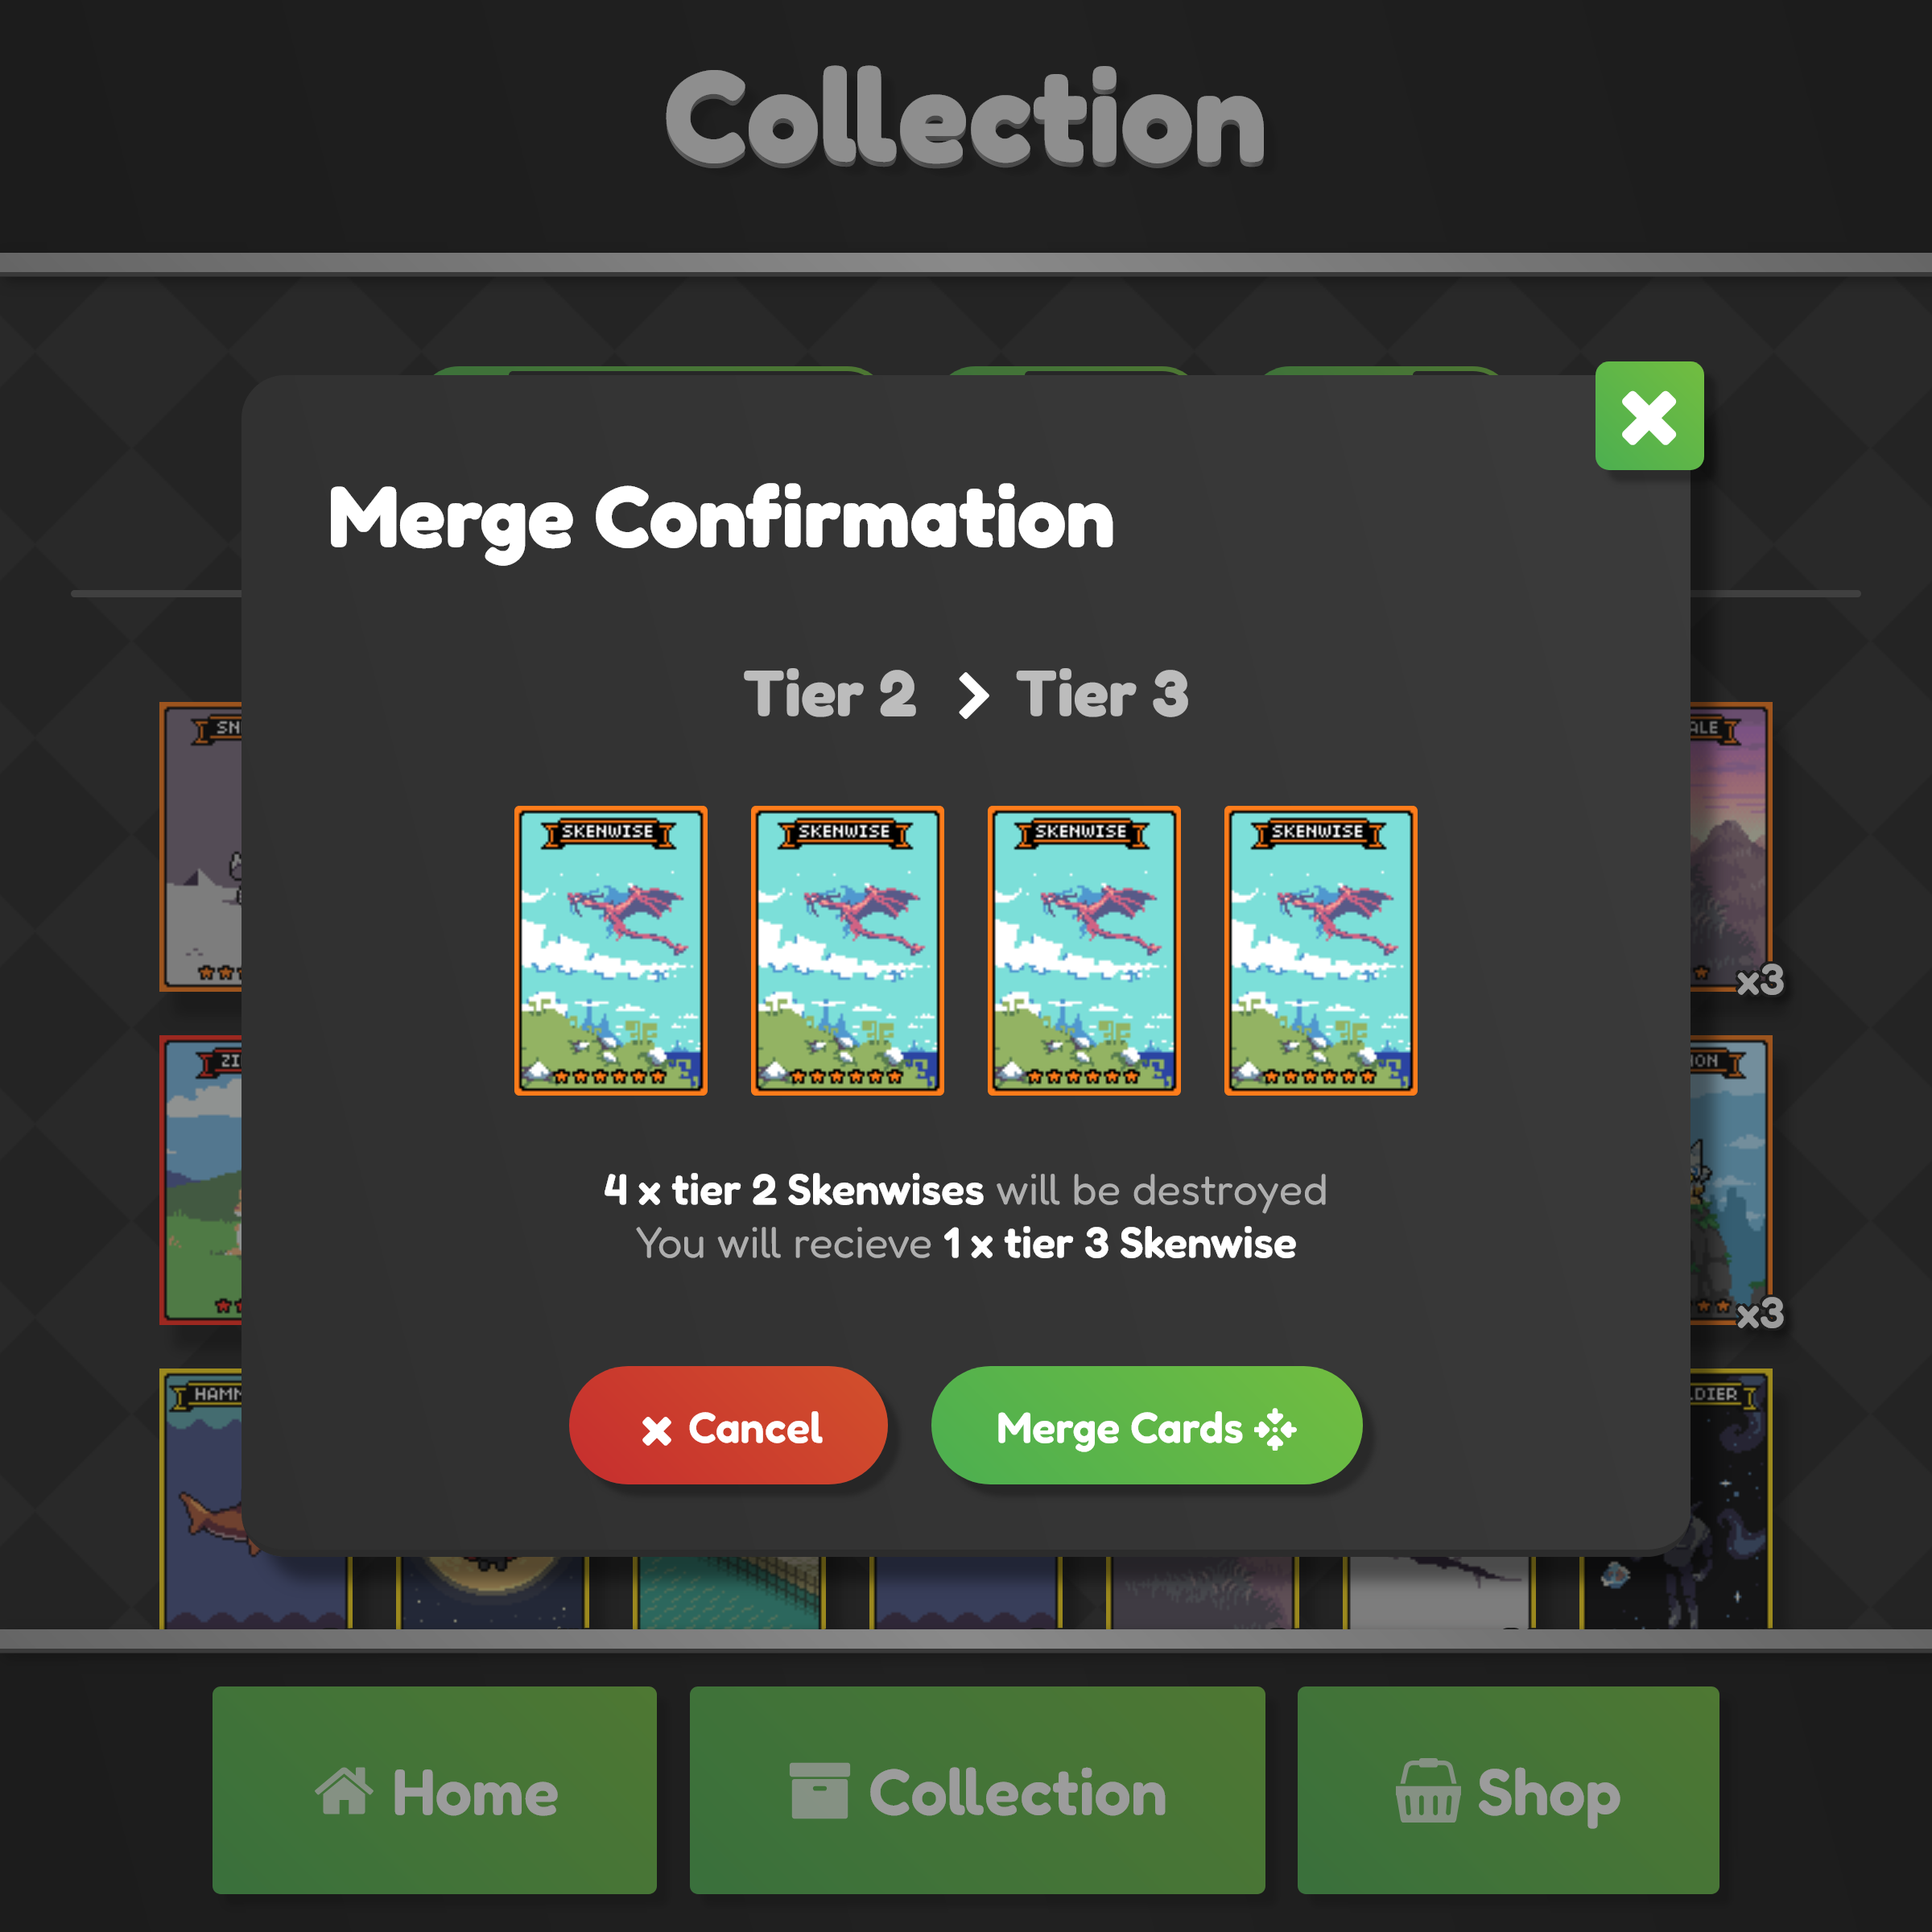 Collection
Merge Confirmation
Tier 2 > Tier 3
SKENWISE
SKENWISE
SKENWISE
SKENWISE
4 x tier 2 Skenwises will be destroyed
You will recieve 1 x tier 3 Skenwise
Cancel
Merge Cards
x3
x3
Home
Collection
Shop